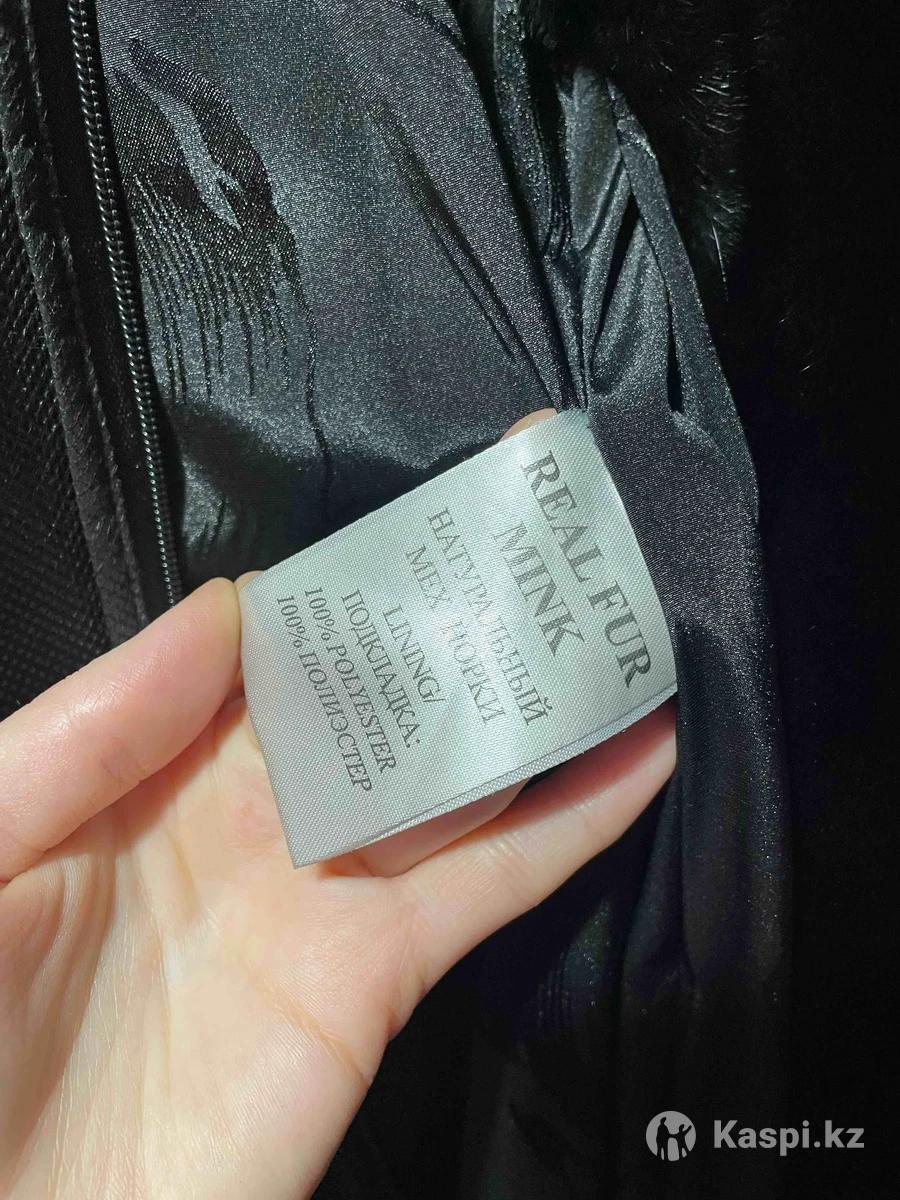 REAL FUR
MINK
НАТУРАЛЬНЫЙ
МЕХ НОРКИ
LINING/
ПОДКЛАДКА:
100% POLYESTER
100% ПОЛИЭСТЕР
Kaspi.kz